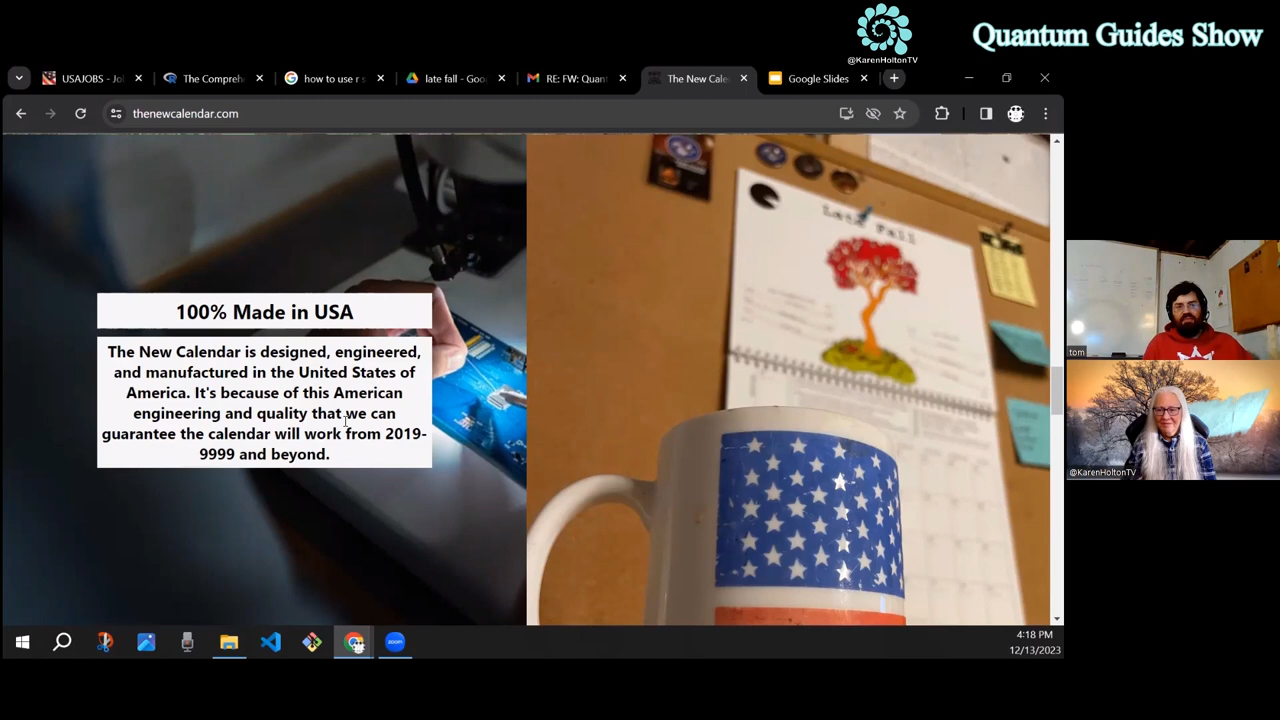 Quantum Guides Show
@KarenHoltonTV
USAJOBS - Jo
The Compreh
how to use r s
late fall - Goo
RE: FW: Quan
The New Cale
Google Slides
thenewcalendar.com
Late Fall
100% Made in USA
The New Calendar is designed, engineered,
and manufactured in the United States of
America. It's because of this American
engineering and quality that we can
guarantee the calendar will work from 2019-
9999 and beyond.
tom
@KarenHoltonTV
zoom
4:18 PM
12/13/2023